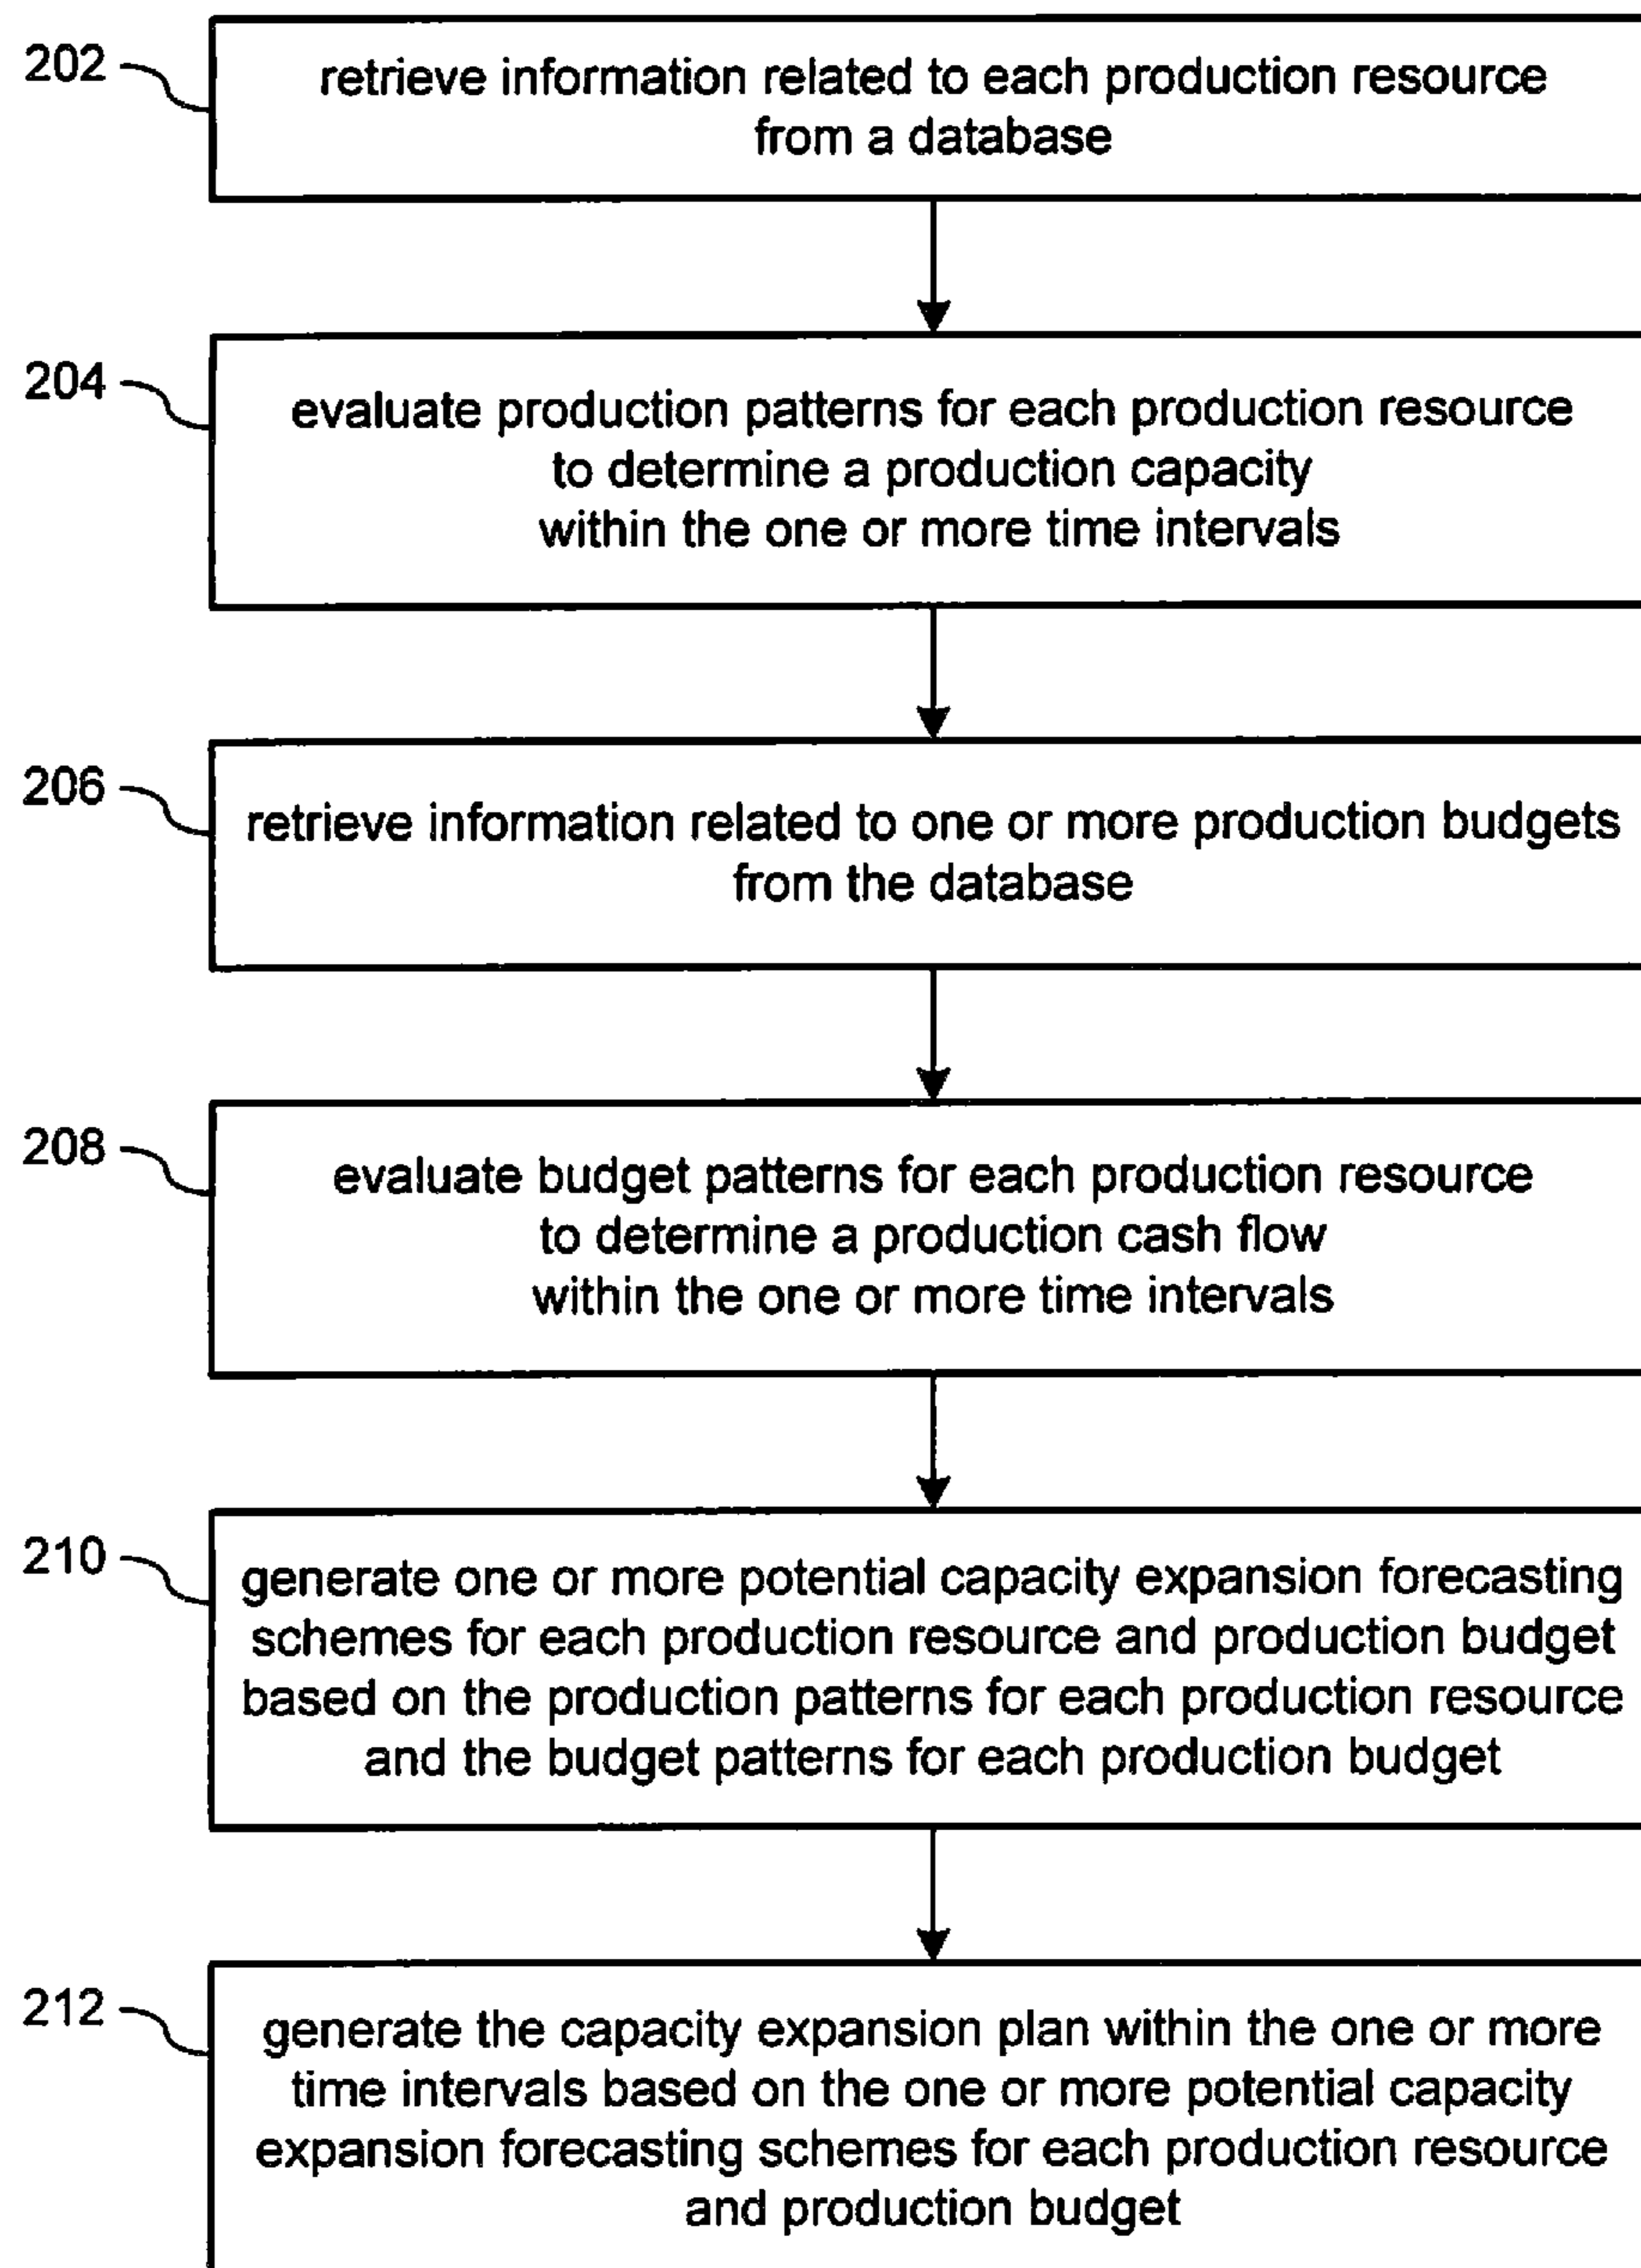 202
retrieve information related to each production resource
from a database
204
evaluate production patterns for each production resource
to determine a production capacity
within the one or more time intervals
206
retrieve information related to one or more production budgets
from the database
208
evaluate budget patterns for each production resource
to determine a production cash flow
within the one or more time intervals
210
generate one or more potential capacity expansion forecasting
schemes for each production resource and production budget
based on the production patterns for each production resource
and the budget patterns for each production budget
212
generate the capacity expansion plan within the one or more
time intervals based on the one or more potential capacity
expansion forecasting schemes for each production resource
and production budget